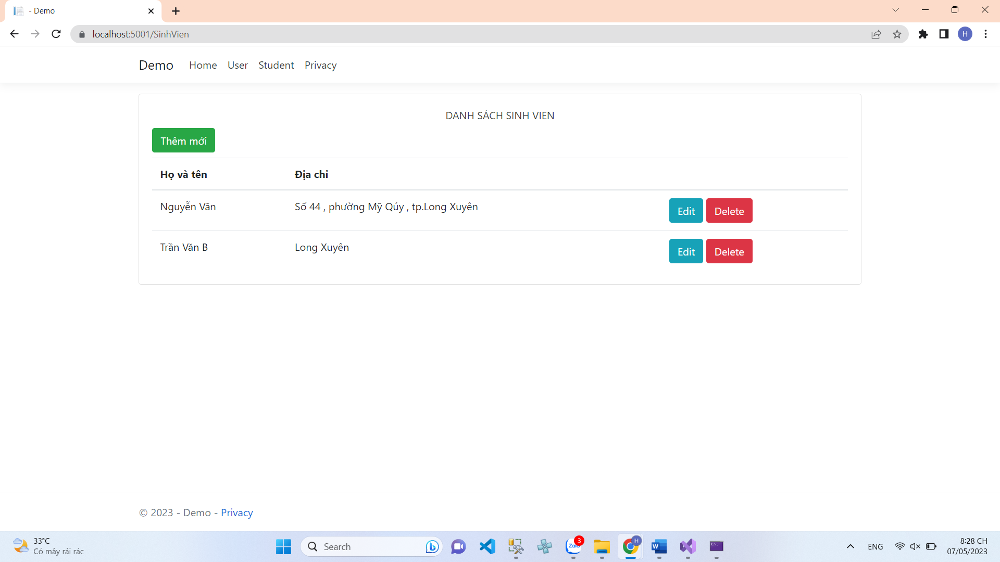 - Demo
localhost:5001/SinhVien
H
Demo Home User Student Privacy
DANH SÁCH SINH VIEN
Thêm mới
Họ và tên Địa chỉ
Nguyễn Văn Số 44 , phường Mỹ Qúy , tp.Long Xuyên Edit Delete
Trần Văn B Long Xuyên Edit Delete
© 2023 - Demo - Privacy
33°C
Có mây rải rác
Search
Zalo
3
H
W
C:\_
ENG
8:28 CH
07/05/2023